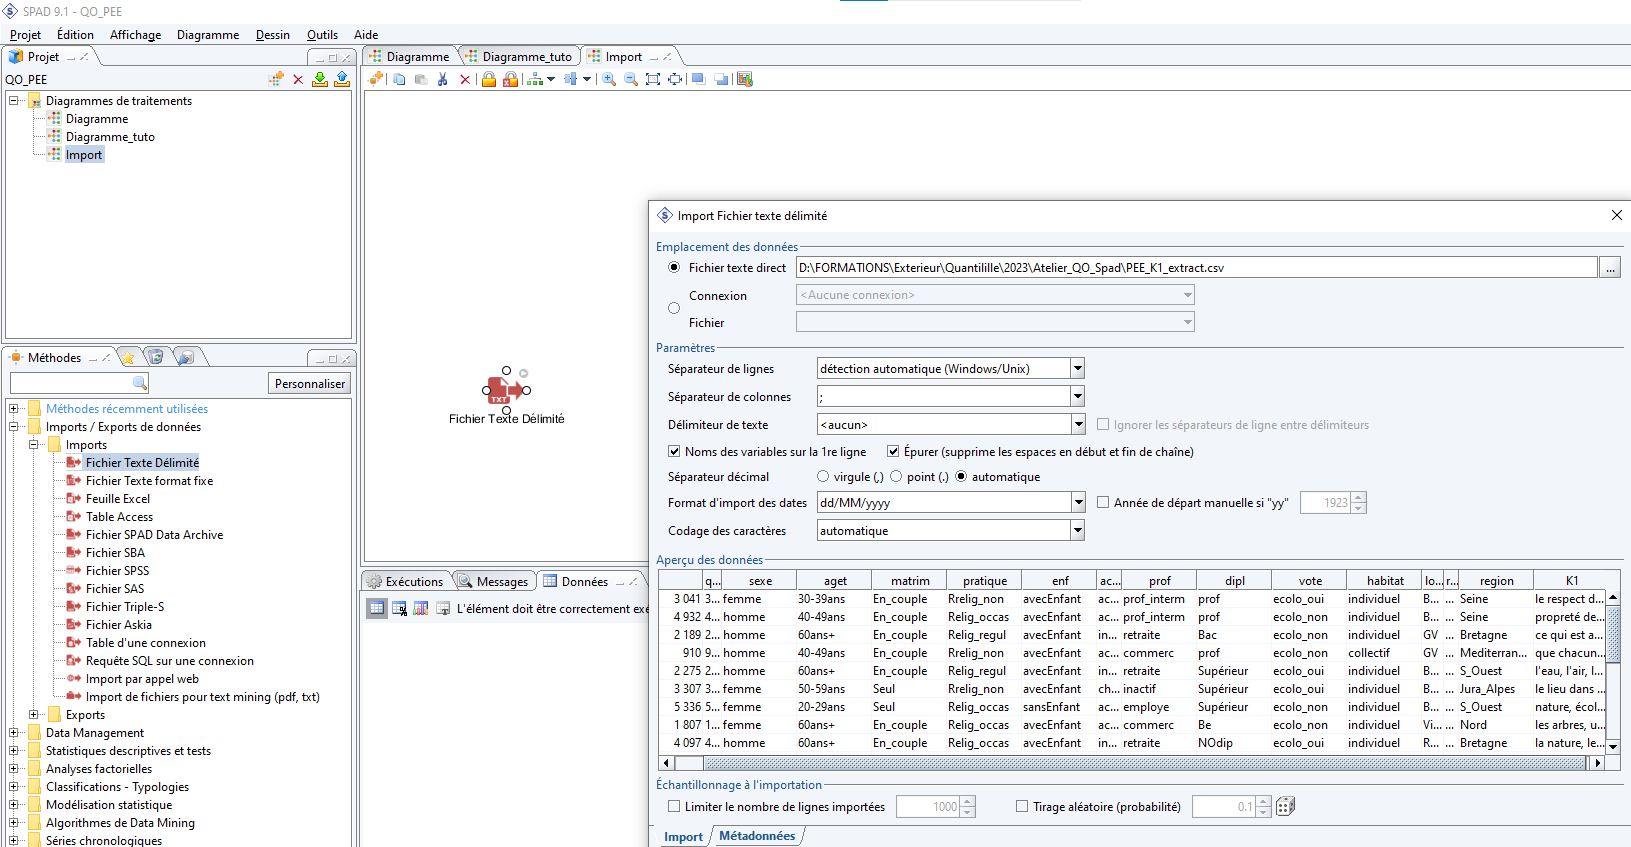 SPAD 9.1 - QO_PEE
Projet Édition Affichage Diagramme Dessin Outils Aide
Projet
QO_PEE
Diagrammes de traitements
Diagramme
Diagramme_tuto
Import
Méthodes
Personnaliser
Méthodes récemment utilisées
Imports / Exports de données
Imports
Fichier Texte Délimité
Fichier Texte format fixe
Feuille Excel
Table Access
Fichier SPAD Data Archive
Fichier SBA
Fichier SPSS
Fichier SAS
Fichier Triple-S
Fichier Askia
Table d'une connexion
Requête SQL sur une connexion
Import par appel web
Import de fichiers pour text mining (pdf, txt)
Exports
Data Management
Statistiques descriptives et tests
Analyses factorielles
Classifications - Typologies
Modélisation statistique
Algorithmes de Data Mining
Séries chronologiques
Diagramme Diagramme_tuto Import
TXT
Fichier Texte Délimité
Exécutions Messages Données
L'élément doit être correctement exé
Import Fichier texte délimité
Emplacement des données
Fichier texte direct D:\FORMATIONS\Exterieur\Quantilille\2023\Atelier_QO_Spad\PEE_K1_extract.csv ...
Connexion <Aucune connexion>
Fichier
Paramètres
Séparateur de lignes détection automatique (Windows/Unix)
Séparateur de colonnes ;
Délimiteur de texte <aucun> Ignorer les séparateurs de ligne entre délimiteurs
Noms des variables sur la 1re ligne Épurer (supprime les espaces en début et fin de chaîne)
Séparateur décimal virgule (,) point (.) automatique
Format d'import des dates dd/MM/yyyy Année de départ manuelle si "yy" 1923
Codage des caractères automatique
Aperçu des données
q... sexe aget matrim pratique enf ac... prof dipl vote habitat lo... r... region K1
3 041 3... femme 30-39ans En_couple Rrelig_non avecEnfant ac... prof_interm prof ecolo_oui individuel B... ... Seine le respect d...
4 932 4... homme 40-49ans En_couple Relig_occas avecEnfant ac... prof_interm prof ecolo_non individuel B... ... Seine propreté de...
2 189 2... homme 60ans+ En_couple Relig_regul avecEnfant in... retraite Bac ecolo_non individuel GV ... Bretagne ce qui est a...
910 9... homme 40-49ans En_couple Rrelig_non avecEnfant ac... commerc prof ecolo_non collectif GV ... Mediterran... que chacun...
2 275 2... homme 60ans+ En_couple Relig_regul avecEnfant in... retraite Supérieur ecolo_oui individuel B... ... S_Ouest l'eau, l'air, l...
3 307 3... femme 50-59ans Seul Rrelig_non avecEnfant ch... inactif Supérieur ecolo_oui individuel B... ... Jura_Alpes le lieu dans ...
5 336 5... femme 20-29ans Seul Relig_occas sansEnfant ac... employe Supérieur ecolo_oui individuel B... ... S_Ouest nature, écol...
1 807 1... femme 60ans+ En_couple Relig_occas avecEnfant ac... commerc Be ecolo_non individuel Vi... ... Nord les arbres, u...
4 097 4... homme 60ans+ En_couple Relig_occas avecEnfant in... retraite NOdip ecolo_oui individuel R... ... Bretagne la nature, le...
Échantillonnage à l'importation
Limiter le nombre de lignes importées 1000 Tirage aléatoire (probabilité) 0.1
Import Métadonnées